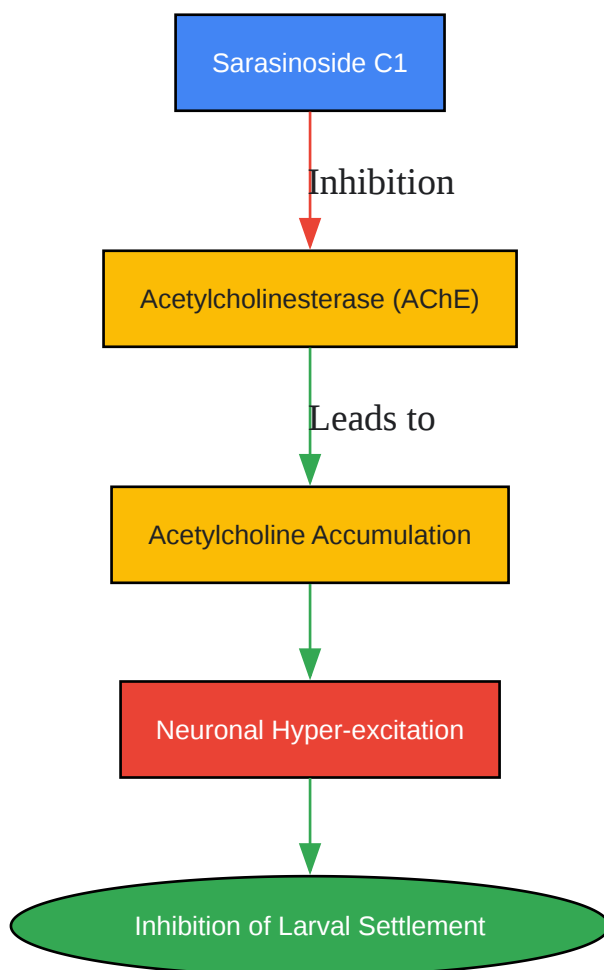 Sarasinoside C1
Inhibition
Acetylcholinesterase (AChE)
Leads to
Acetylcholine Accumulation
Neuronal Hyper-excitation
Inhibition of Larval Settlement